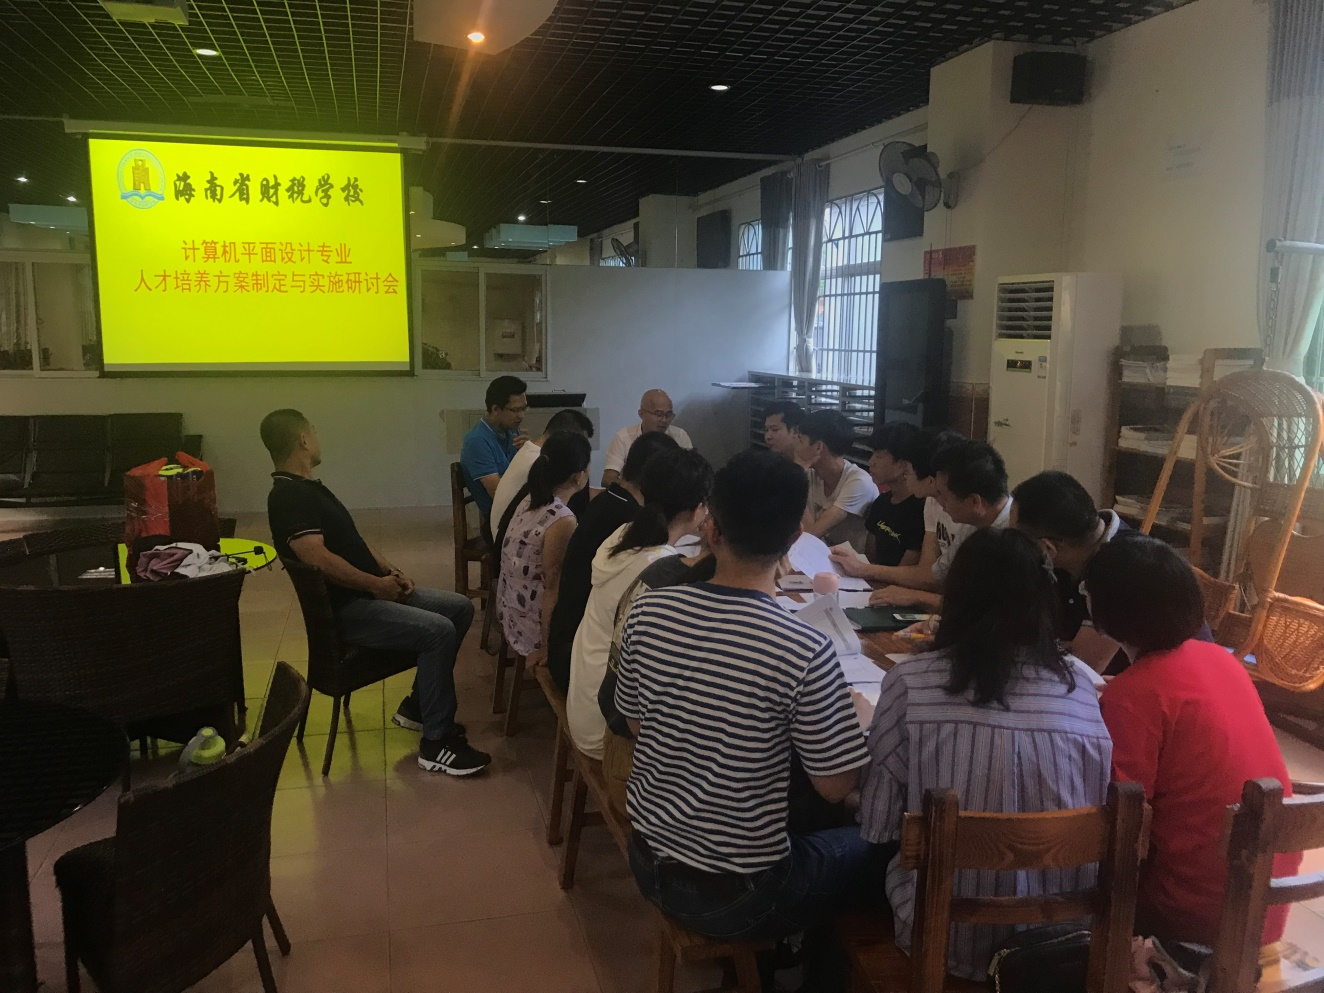 海南省财税学校
计算机平面设计专业
人才培养方案制定与实施研讨会